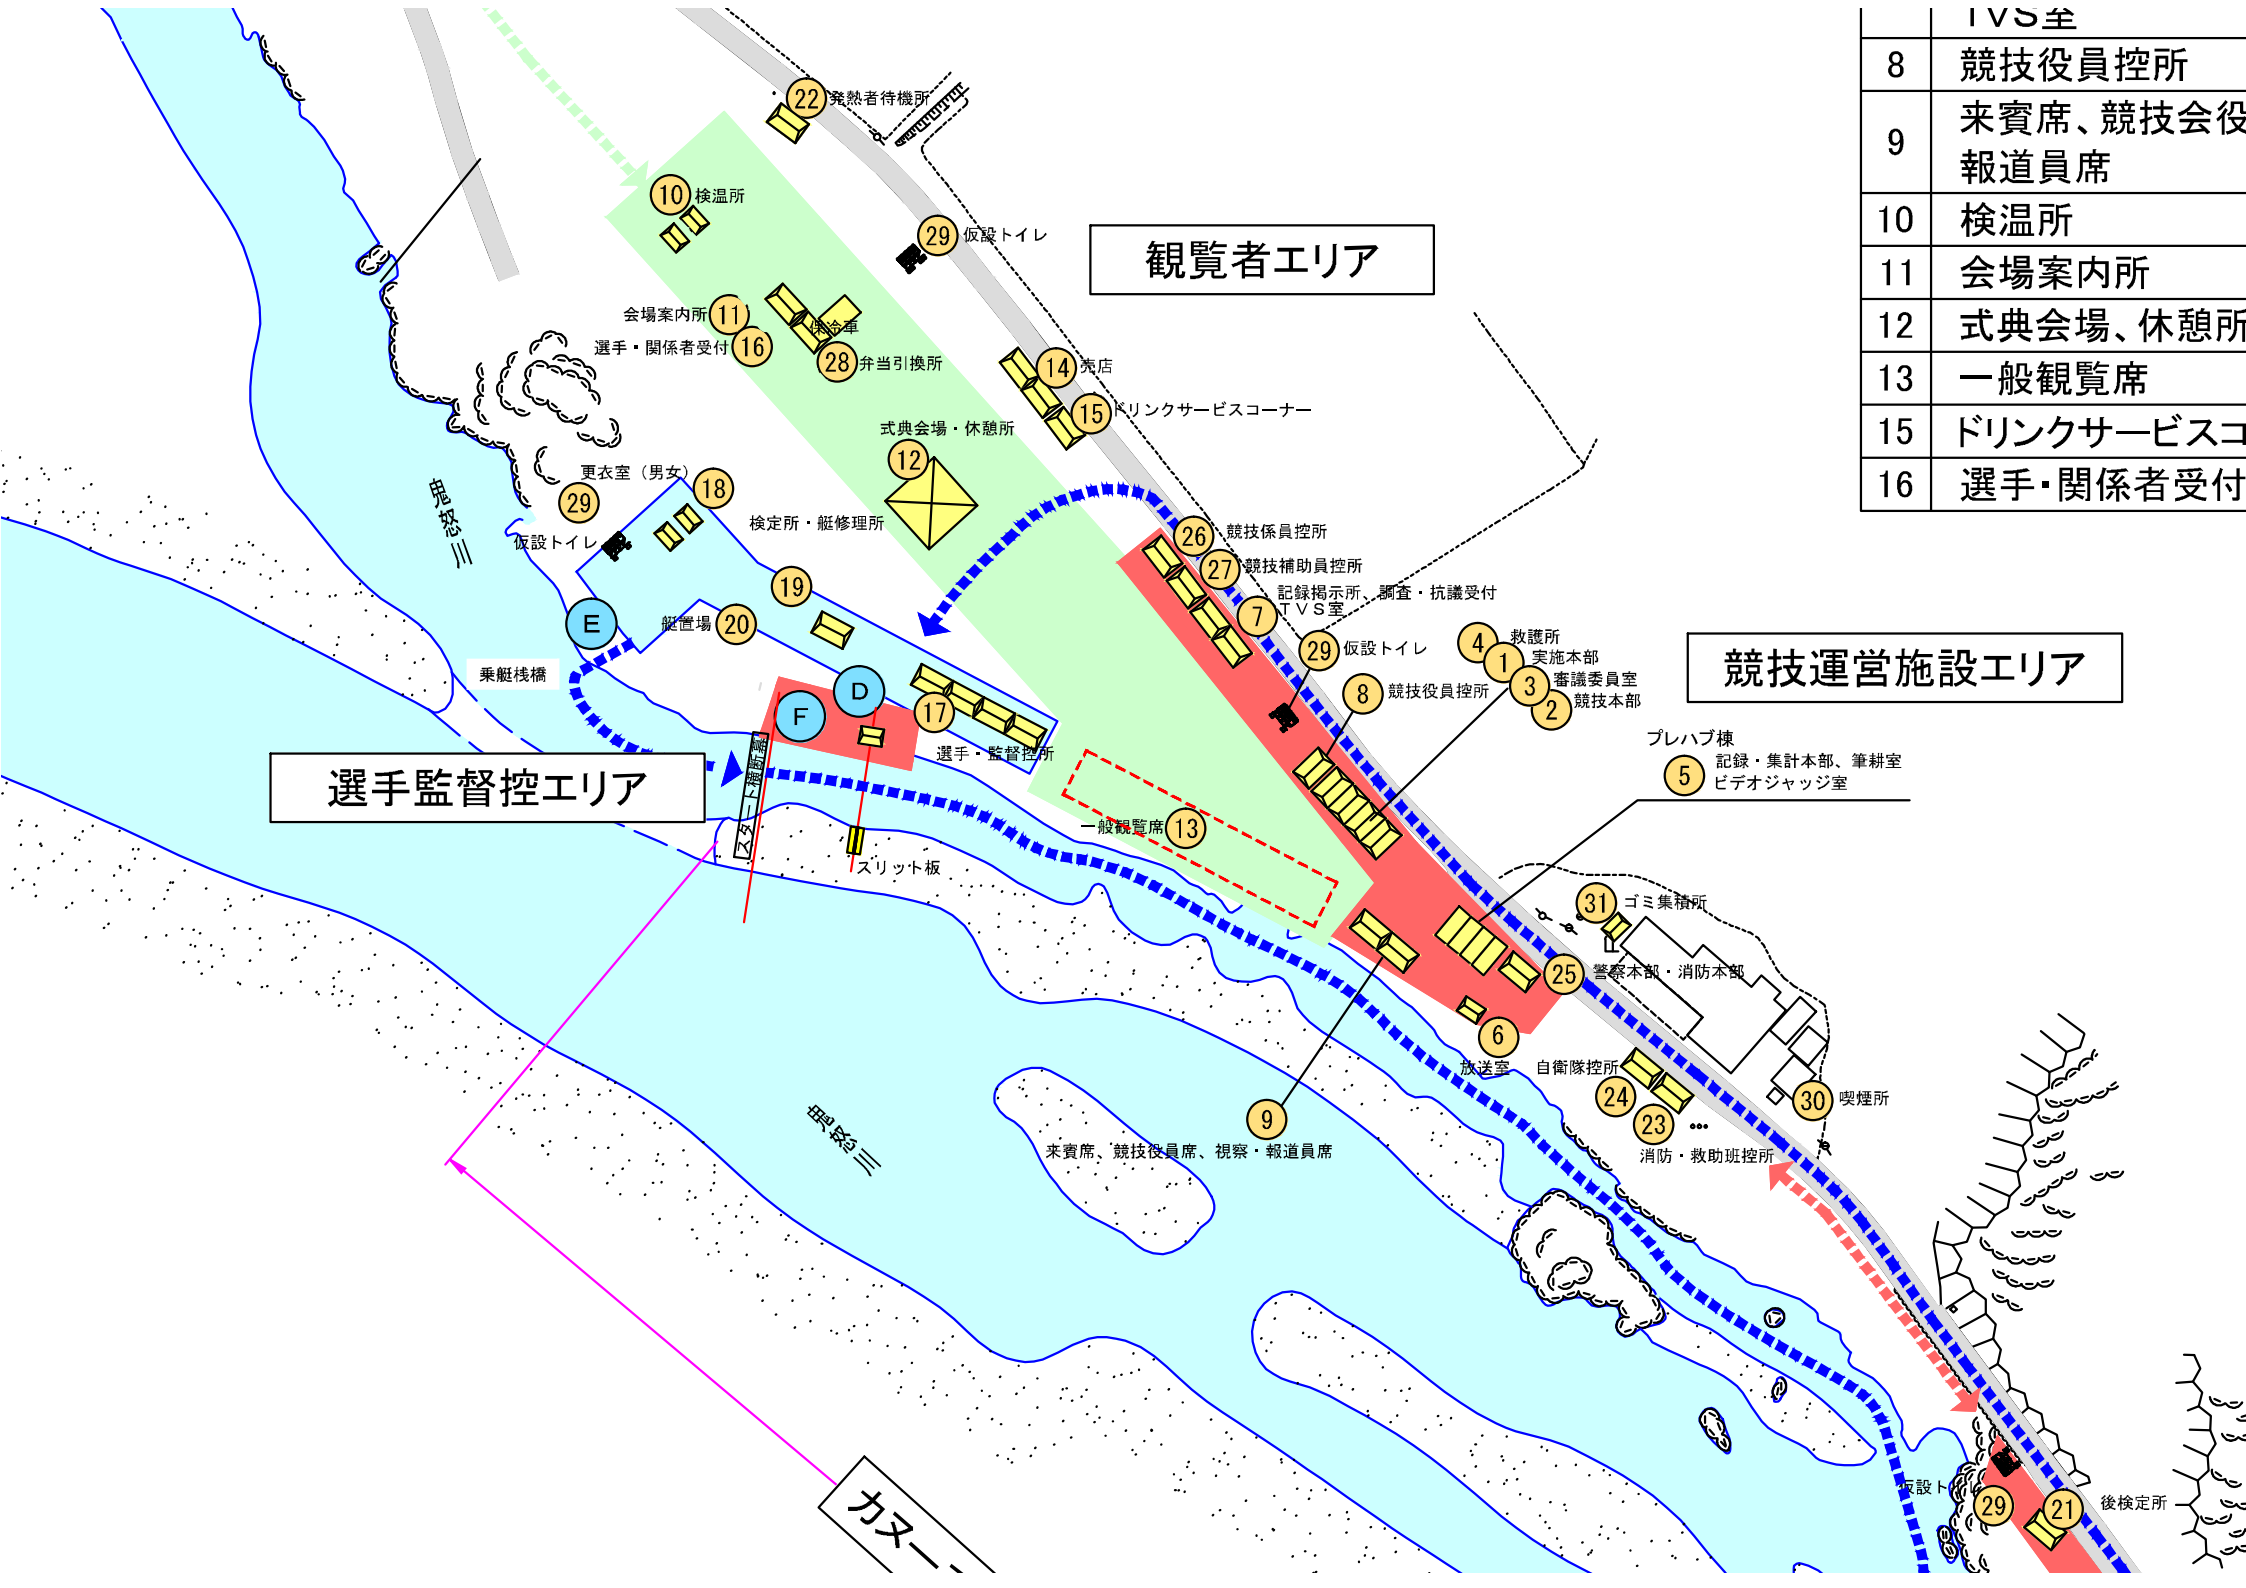 TVS室
8 競技役員控所
9 来賓席、競技会役
報道員席
10 検温所
11 会場案内所
12 式典会場、休憩所
13 一般観覧席
15 ドリンクサービスコ
16 選手・関係者受付
22 発熱者待機所
10 検温所
29 仮設トイレ
観覧者エリア
会場案内所 11
選手・関係者受付 16
保冷車
28 弁当引換所
14 売店
15 ドリンクサービスコーナー
式典会場・休憩所
12
更衣室（男女） 18
29
仮設トイレ
検定所・艇修理所
19
26 競技係員控所
27 競技補助員控所
7 記録掲示所、調査・抗議受付
TVS室
29 仮設トイレ
E
艇置場 20
乗艇桟橋
4 救護所
1 実施本部
3 審議委員室
2 競技本部
8 競技役員控所
競技運営施設エリア
D
F
17
選手・監督控所
選手監督控エリア
スタート横断幕
スリット板
プレハブ棟
5 記録・集計本部、筆耕室
ビデオジャッジ室
一般観覧席 13
31 ゴミ集積所
25 警察本部・消防本部
6
放送室
自衛隊控所
24
23
消防・救助班控所
30 喫煙所
9
来賓席、競技役員席、視察・報道員席
カヌー
29
21 後検定所